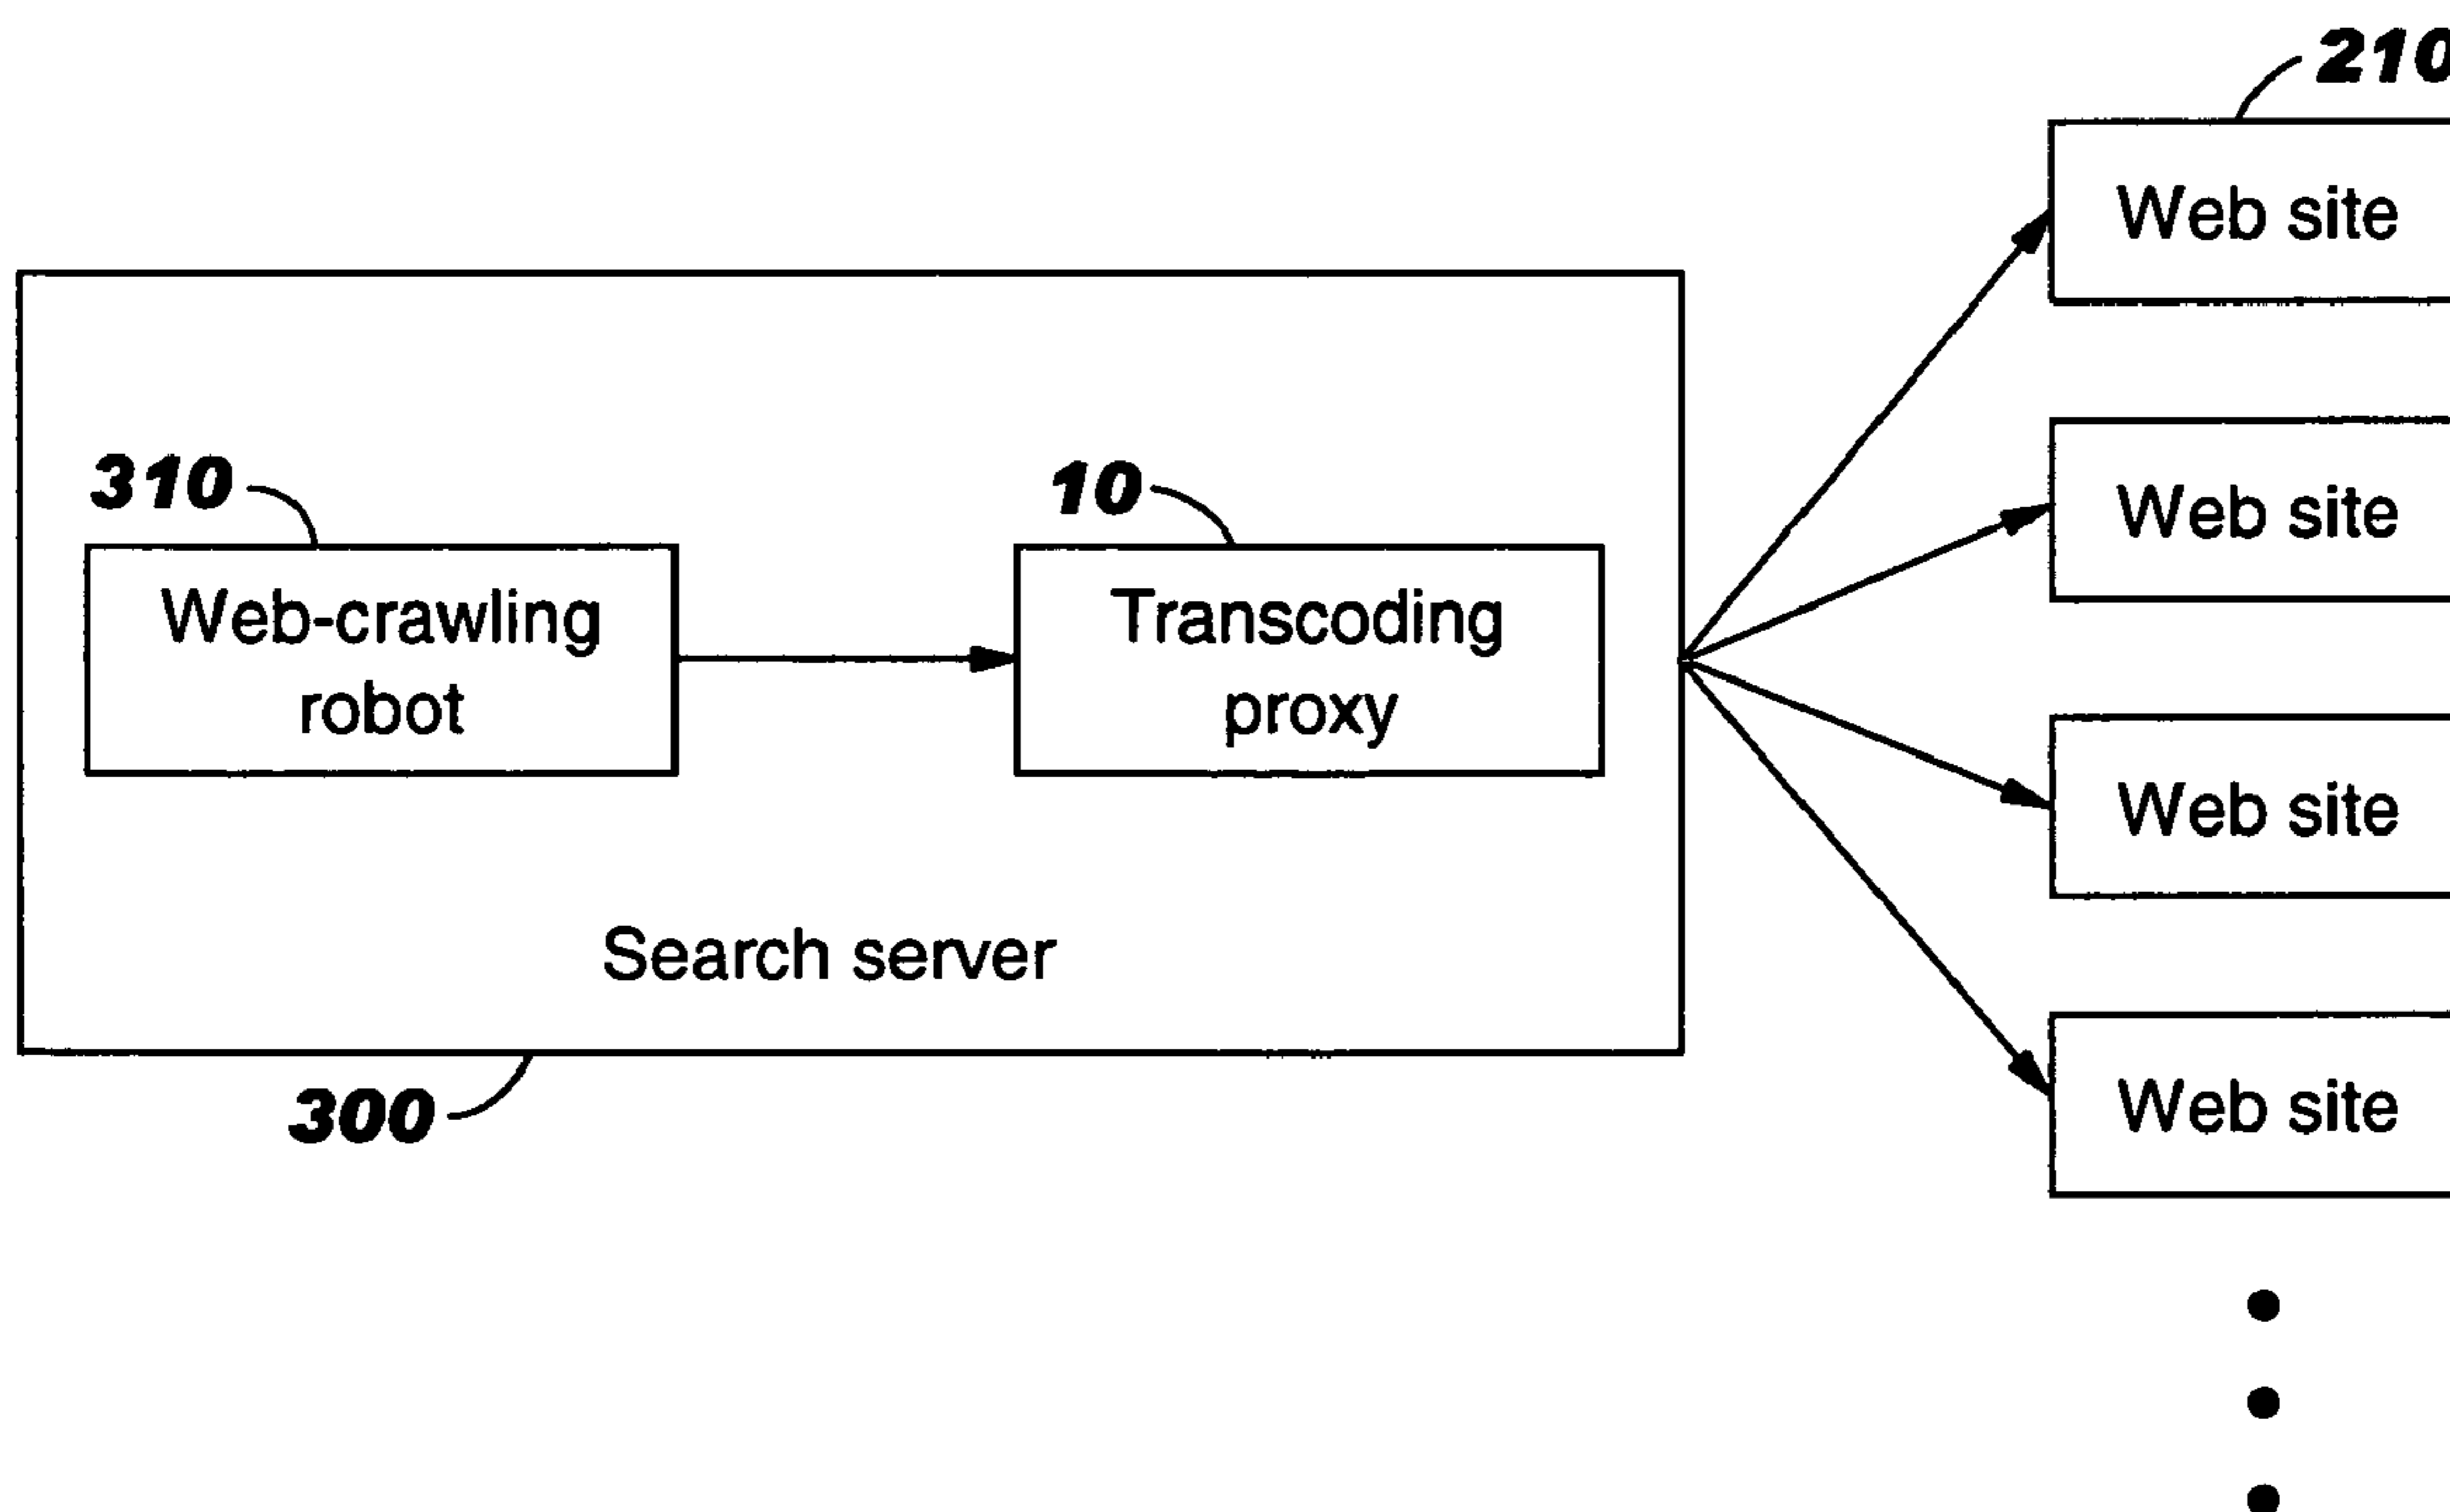 210
Web site
310
10
Web site
Web-crawling
robot
Transcoding
proxy
Web site
Search server
300
Web site